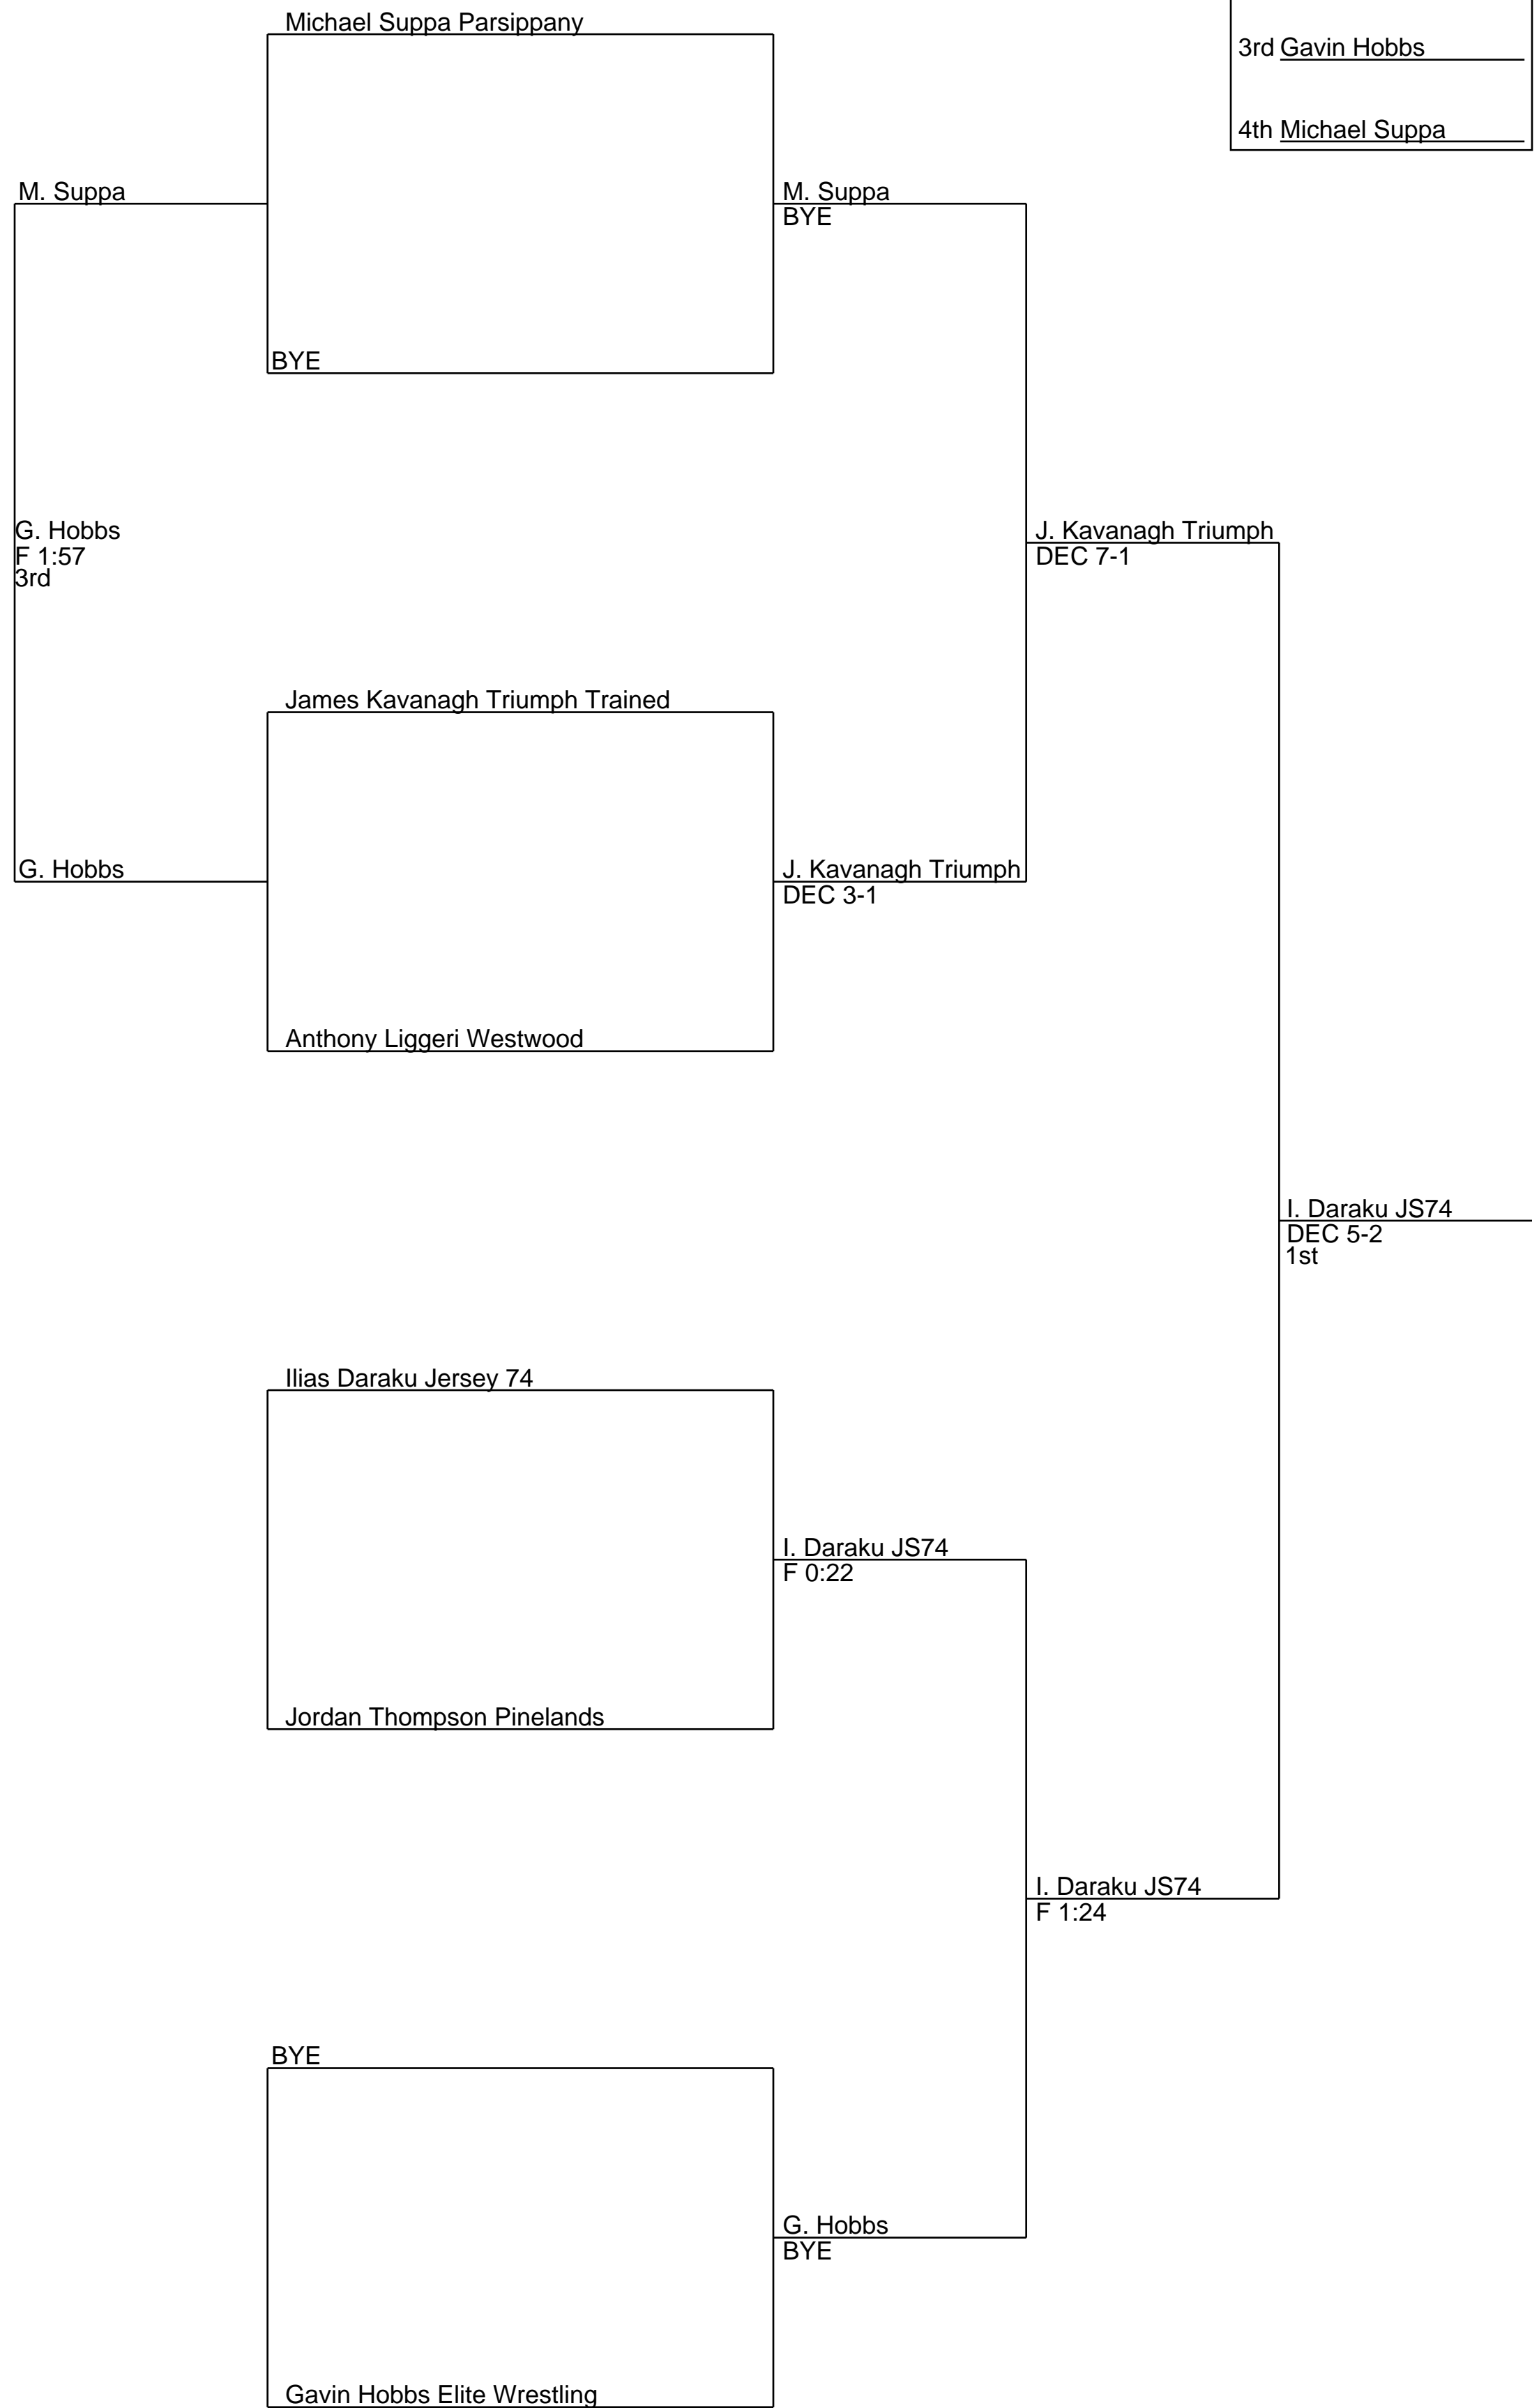 Michael Suppa Parsippany
3rd Gavin Hobbs
4th Michael Suppa
M. Suppa
M. Suppa
BYE
BYE
G. Hobbs
F 1:57
3rd
J. Kavanagh Triumph
DEC 7-1
James Kavanagh Triumph Trained
G. Hobbs
J. Kavanagh Triumph
DEC 3-1
Anthony Liggeri Westwood
I. Daraku JS74
DEC 5-2
1st
Ilias Daraku Jersey 74
I. Daraku JS74
F 0:22
Jordan Thompson Pinelands
I. Daraku JS74
F 1:24
BYE
G. Hobbs
BYE
Gavin Hobbs Elite Wrestling